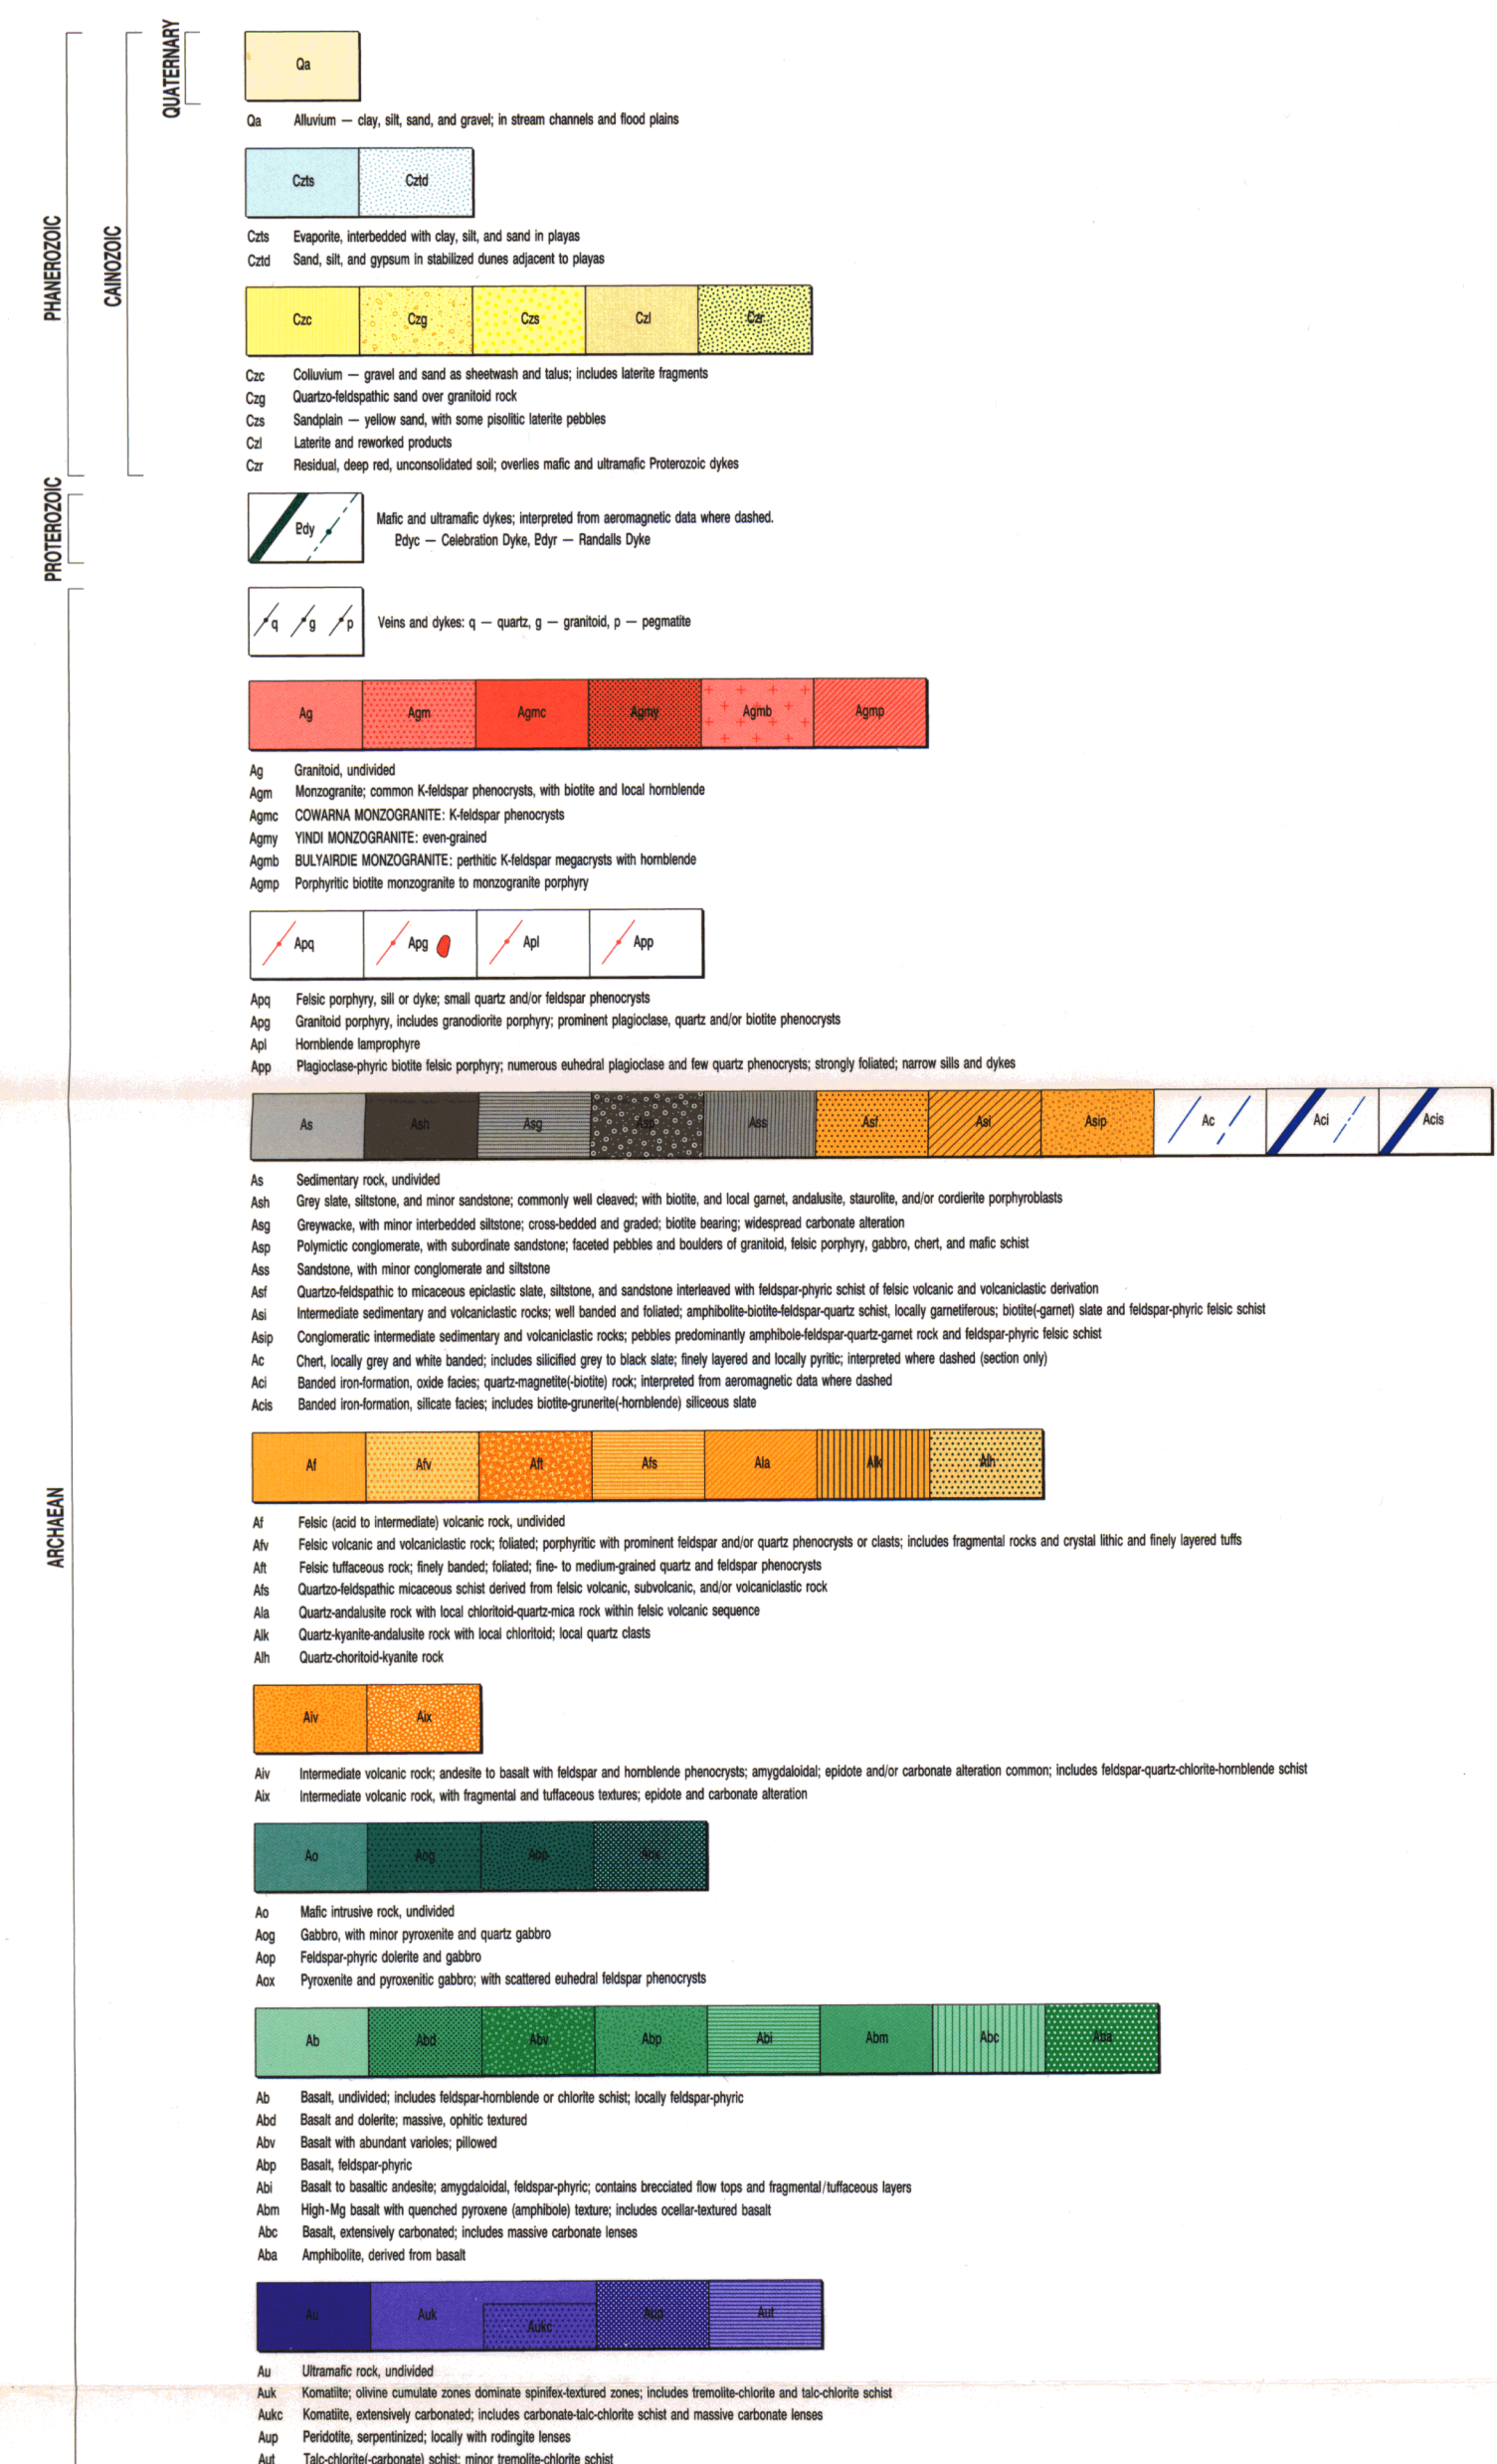 QUATERNARY
PHANEROZOIC
CAINOZOIC
Qa
Qa Alluvium — clay, silt, sand, and gravel; in stream channels and flood plains
Czts Cztd
Czts Evaporite, interbedded with clay, silt, and sand in playas
Cztd Sand, silt, and gypsum in stabilized dunes adjacent to playas
Czc Czg Czs Czl Czr
Czc Colluvium — gravel and sand as sheetwash and talus; includes laterite fragments
Czg Quartzo-feldspathic sand over granitoid rock
Czs Sandplain — yellow sand, with some pisolitic laterite pebbles
Czl Laterite and reworked products
Czr Residual, deep red, unconsolidated soil; overlies mafic and ultramafic Proterozoic dykes
PROTEROZOIC
Pdy
Mafic and ultramafic dykes; interpreted from aeromagnetic data where dashed.
Pdyc — Celebration Dyke, Pdyr — Randalls Dyke
ARCHAEAN
q g p
Veins and dykes: q — quartz, g — granitoid, p — pegmatite
Ag Agm Agmc Agmy Agmb Agmp
Ag Granitoid, undivided
Agm Monzogranite; common K-feldspar phenocrysts, with biotite and local hornblende
Agmc COWARNA MONZOGRANITE: K-feldspar phenocrysts
Agmy YINDI MONZOGRANITE: even-grained
Agmb BULYAIRDIE MONZOGRANITE: perthitic K-feldspar megacrysts with hornblende
Agmp Porphyritic biotite monzogranite to monzogranite porphyry
Apq Apg Apl App
Apq Felsic porphyry, sill or dyke; small quartz and/or feldspar phenocrysts
Apg Granitoid porphyry, includes granodiorite porphyry; prominent plagioclase, quartz and/or biotite phenocrysts
Apl Hornblende lamprophyre
App Plagioclase-phyric biotite felsic porphyry; numerous euhedral plagioclase and few quartz phenocrysts; strongly foliated; narrow sills and dykes
As Ash Asg Asp Ass Asf Asi Asip Ac Aci Acis
As Sedimentary rock, undivided
Ash Grey slate, siltstone, and minor sandstone; commonly well cleaved; with biotite, and local garnet, andalusite, staurolite, and/or cordierite porphyroblasts
Asg Greywacke, with minor interbedded siltstone; cross-bedded and graded; biotite bearing; widespread carbonate alteration
Asp Polymictic conglomerate, with subordinate sandstone; faceted pebbles and boulders of granitoid, felsic porphyry, gabbro, chert, and mafic schist
Ass Sandstone, with minor conglomerate and siltstone
Asf Quartzo-feldspathic to micaceous epiclastic slate, siltstone, and sandstone interleaved with feldspar-phyric schist of felsic volcanic and volcaniclastic derivation
Asi Intermediate sedimentary and volcaniclastic rocks; well banded and foliated; amphibolite-biotite-feldspar-quartz schist, locally garnetiferous; biotite(-garnet) slate and feldspar-phyric felsic schist
Asip Conglomeratic intermediate sedimentary and volcaniclastic rocks; pebbles predominantly amphibole-feldspar-quartz-garnet rock and feldspar-phyric felsic schist
Ac Chert, locally grey and white banded; includes silicified grey to black slate; finely layered and locally pyritic; interpreted where dashed (section only)
Aci Banded iron-formation, oxide facies; quartz-magnetite(-biotite) rock; interpreted from aeromagnetic data where dashed
Acis Banded iron-formation, silicate facies; includes biotite-grunerite(-hornblende) siliceous slate
Af Afv Aft Afs Ala Alk Alh
Af Felsic (acid to intermediate) volcanic rock, undivided
Afv Felsic volcanic and volcaniclastic rock; foliated; porphyritic with prominent feldspar and/or quartz phenocrysts or clasts; includes fragmental rocks and crystal lithic and finely layered tuffs
Aft Felsic tuffaceous rock; finely banded; foliated; fine- to medium-grained quartz and feldspar phenocrysts
Afs Quartzo-feldspathic micaceous schist derived from felsic volcanic, subvolcanic, and/or volcaniclastic rock
Ala Quartz-andalusite rock with local chloritoid-quartz-mica rock within felsic volcanic sequence
Alk Quartz-kyanite-andalusite rock with local chloritoid; local quartz clasts
Alh Quartz-choritoid-kyanite rock
Aiv Aix
Aiv Intermediate volcanic rock; andesite to basalt with feldspar and hornblende phenocrysts; amygdaloidal; epidote and/or carbonate alteration common; includes feldspar-quartz-chlorite-hornblende schist
Aix Intermediate volcanic rock, with fragmental and tuffaceous textures; epidote and carbonate alteration
Ao Aog Aop Aox
Ao Mafic intrusive rock, undivided
Aog Gabbro, with minor pyroxenite and quartz gabbro
Aop Feldspar-phyric dolerite and gabbro
Aox Pyroxenite and pyroxenitic gabbro; with scattered euhedral feldspar phenocrysts
Ab Abd Abv Abp Abi Abm Abc Aba
Ab Basalt, undivided; includes feldspar-hornblende or chlorite schist; locally feldspar-phyric
Abd Basalt and dolerite; massive, ophitic textured
Abv Basalt with abundant varioles; pillowed
Abp Basalt, feldspar-phyric
Abi Basalt to basaltic andesite; amygdaloidal, feldspar-phyric; contains brecciated flow tops and fragmental/tuffaceous layers
Abm High-Mg basalt with quenched pyroxene (amphibole) texture; includes ocellar-textured basalt
Abc Basalt, extensively carbonated; includes massive carbonate lenses
Aba Amphibolite, derived from basalt
Au Auk Aukc Aup Aut
Au Ultramafic rock, undivided
Auk Komatiite; olivine cumulate zones dominate spinifex-textured zones; includes tremolite-chlorite and talc-chlorite schist
Aukc Komatiite, extensively carbonated; includes carbonate-talc-chlorite schist and massive carbonate lenses
Aup Peridotite, serpentinized; locally with rodingite lenses
Aut Talc-chlorite(-carbonate) schist; minor tremolite-chlorite schist